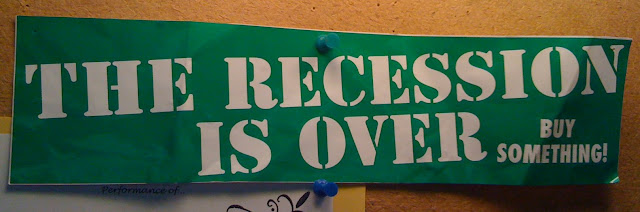 THE RECESSION
IS OVER
BUY
SOMETHING!
Performance of...